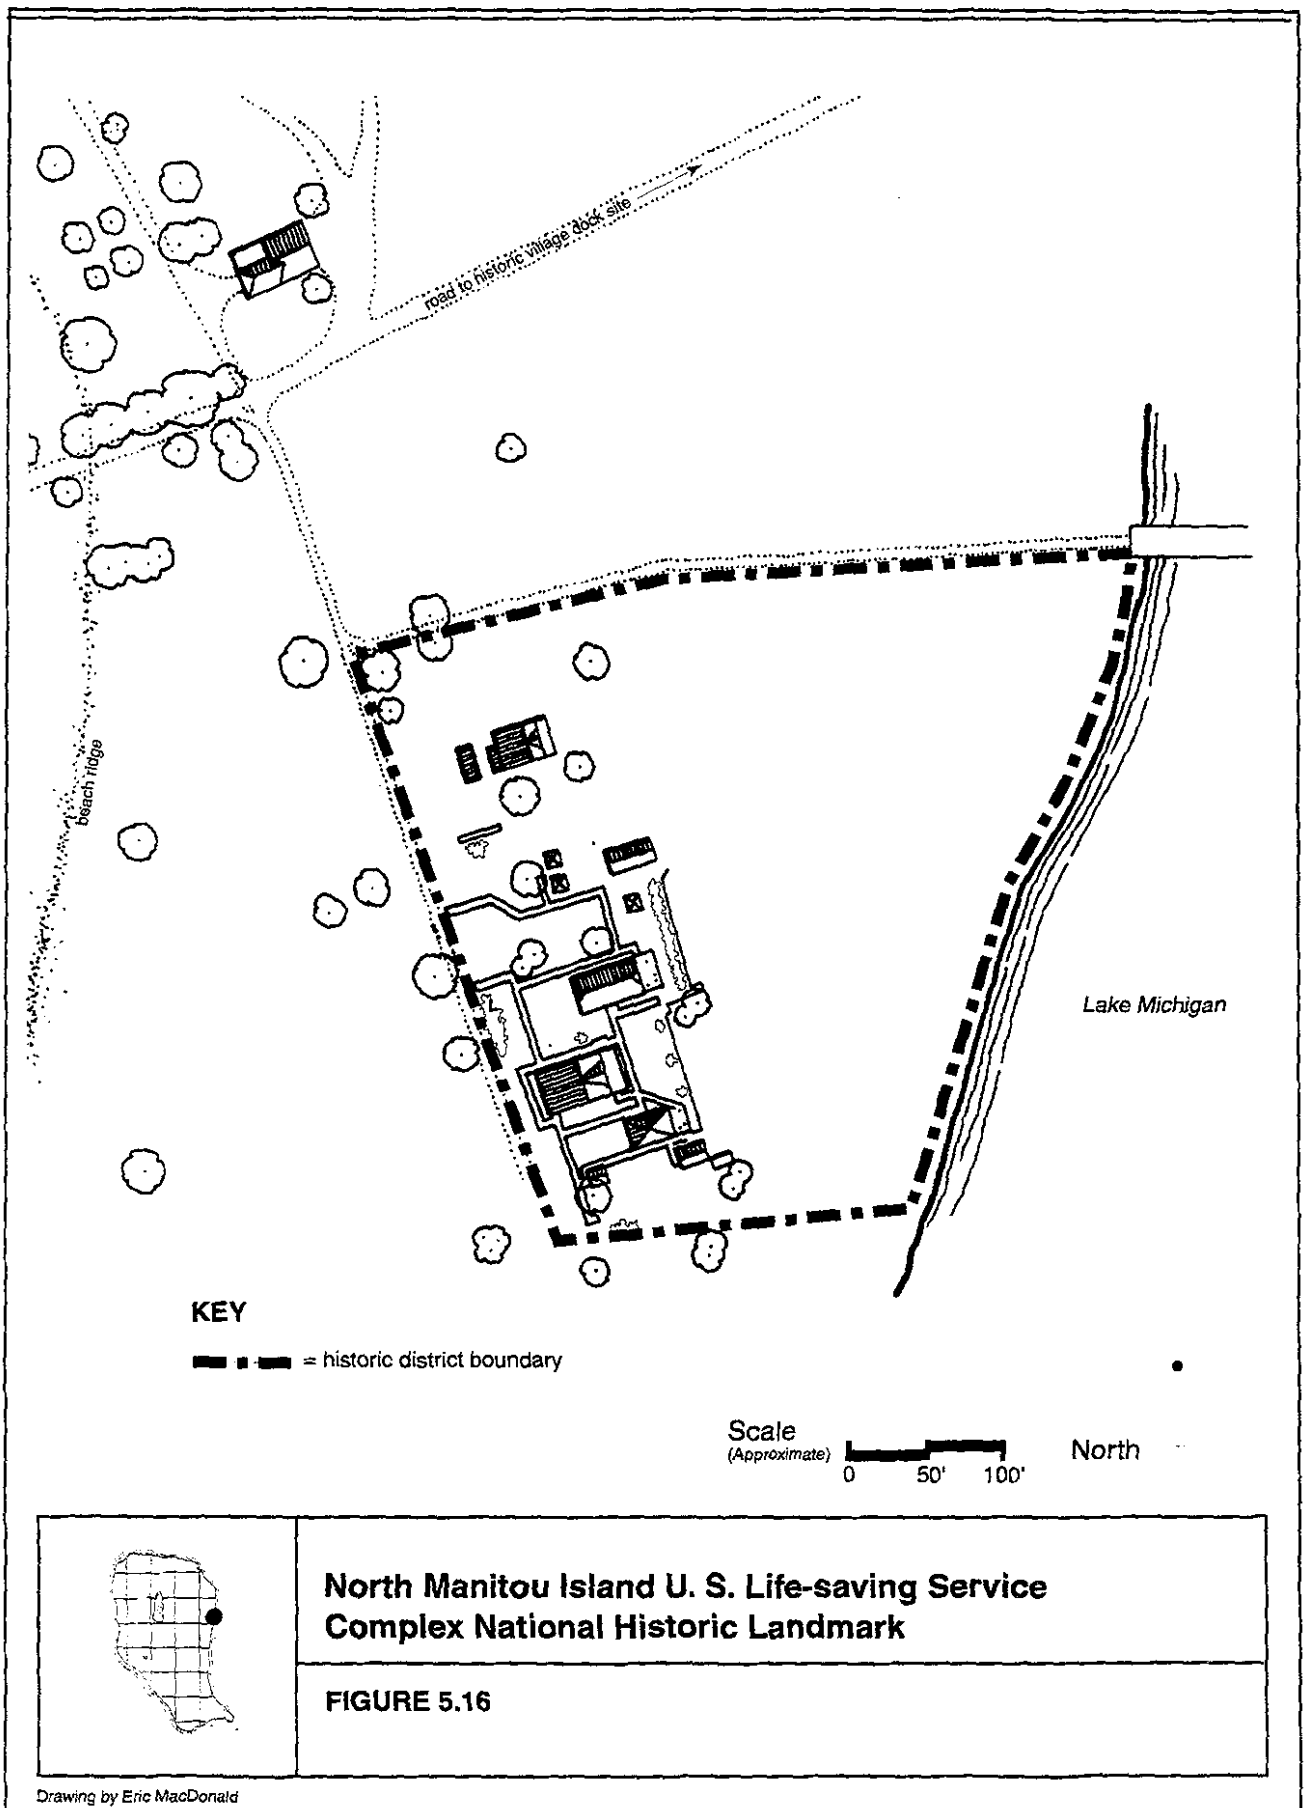 road to historic village dock site
beach ridge
Lake Michigan
KEY
= historic district boundary
Scale
(Approximate)
0 50' 100'
North
North Manitou Island U. S. Life-saving Service
Complex National Historic Landmark
FIGURE 5.16
Drawing by Eric MacDonald